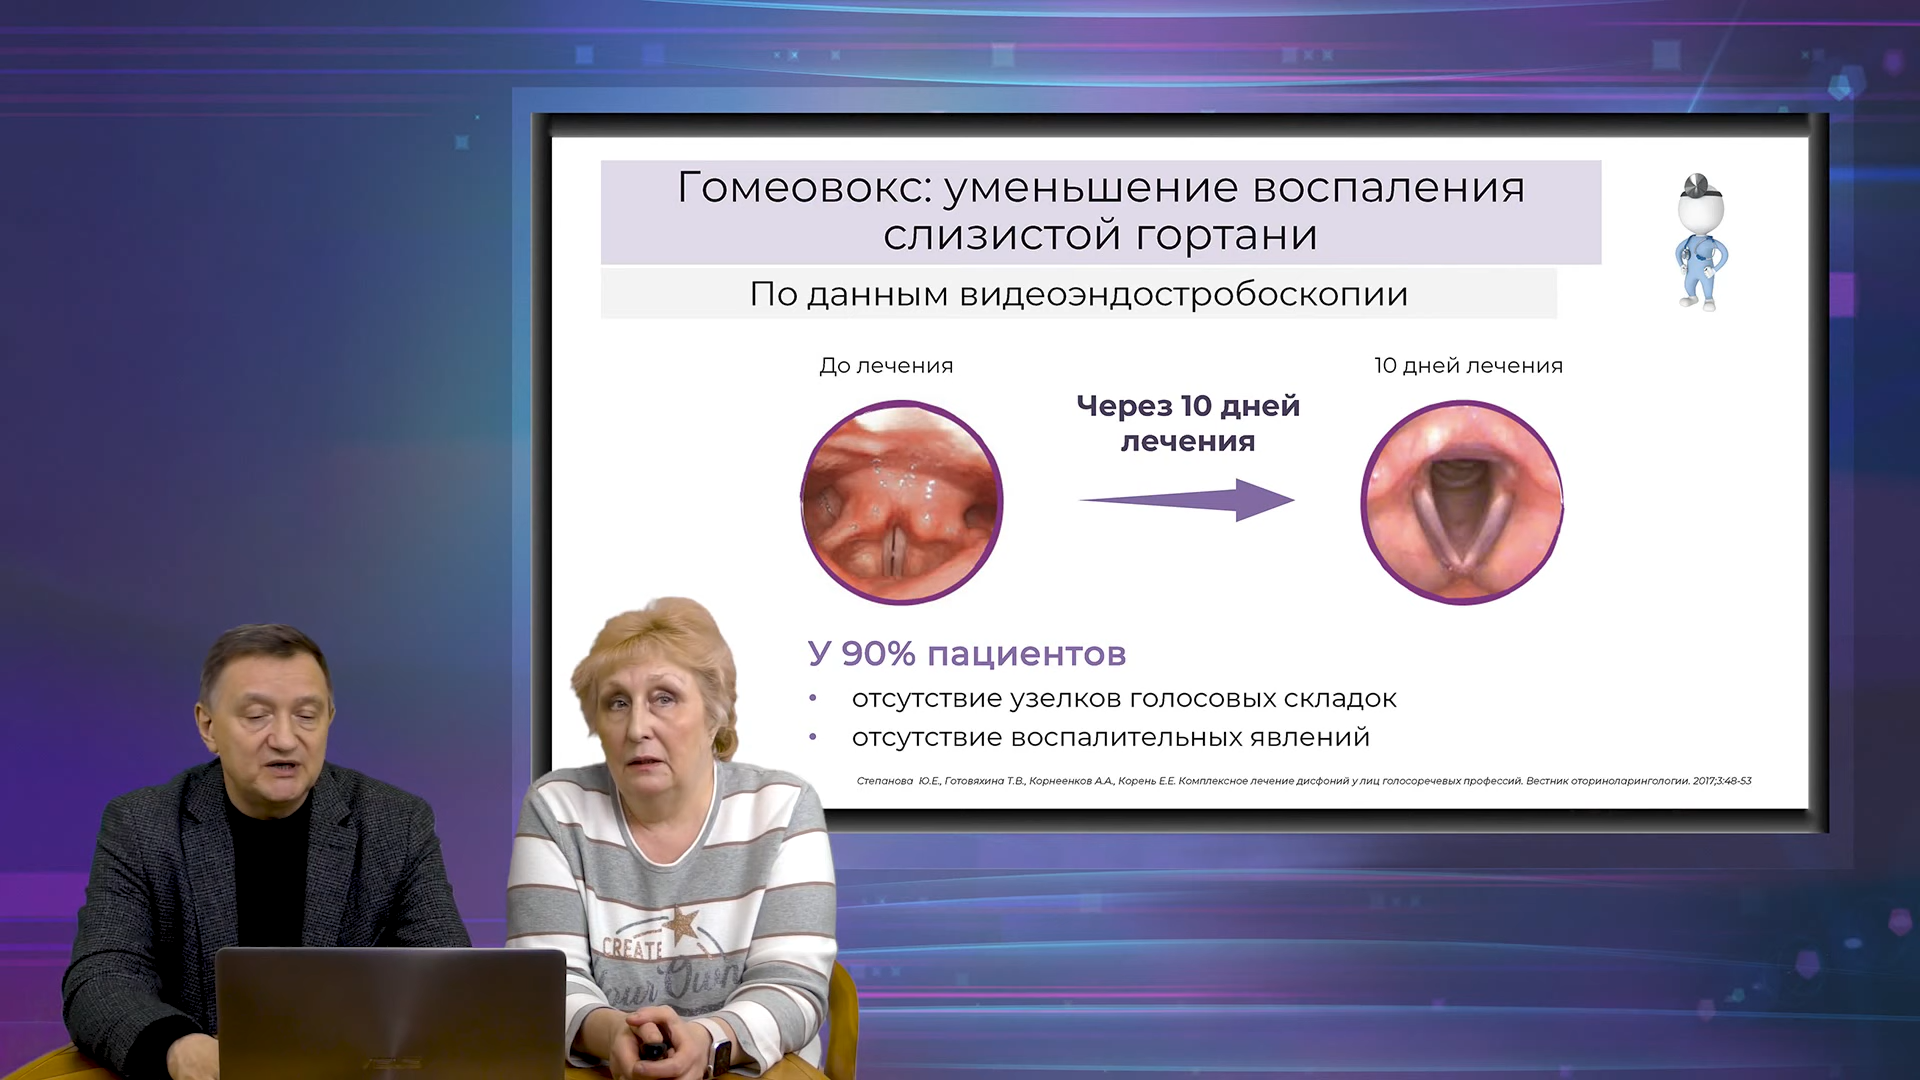 Гомеовокс: уменьшение воспаления
слизистой гортани
По данным видеоэндостробоскопии
До лечения
10 дней лечения
Через 10 дней
лечения
У 90% пациентов
• отсутствие узелков голосовых складок
• отсутствие воспалительных явлений
Степанова Ю.Е., Готовяхина Т.В., Корнеенков А.А., Корень Е.Е. Комплексное лечение дисфоний у лиц голосоречевых профессий. Вестник оториноларингологии. 2017;3:48-53
CREATE
Your Own